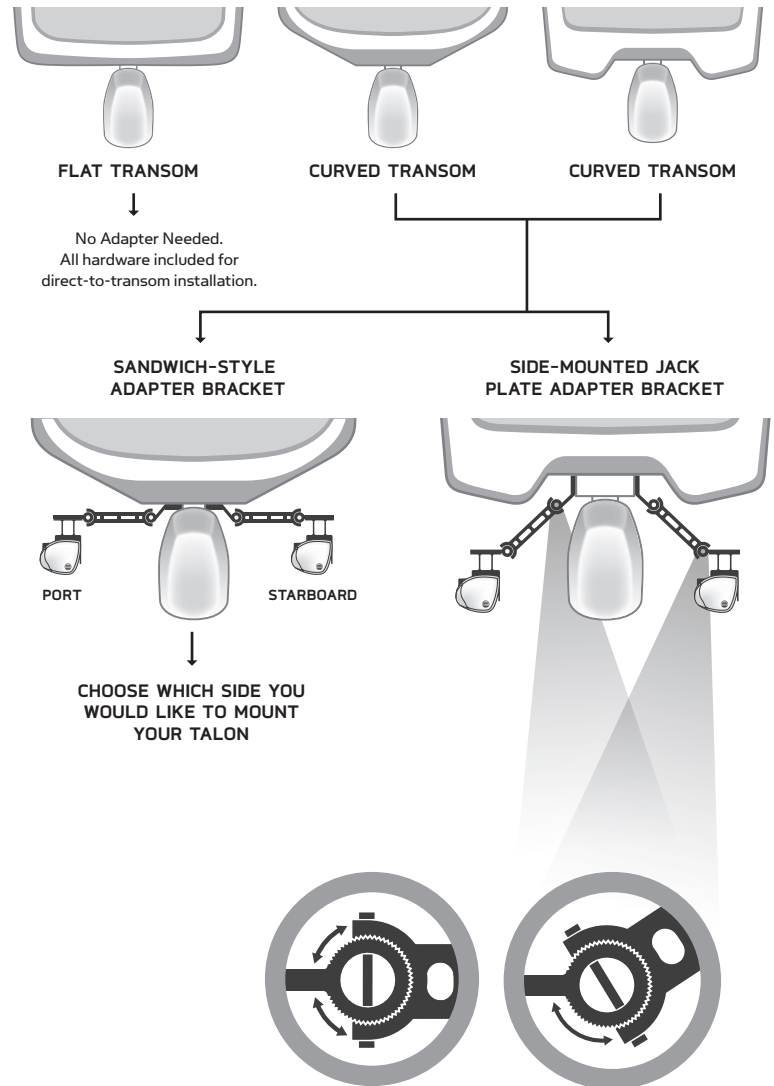 FLAT TRANSOM
CURVED TRANSOM
CURVED TRANSOM
No Adapter Needed.
All hardware included for
direct-to-transom installation.
SANDWICH-STYLE
ADAPTER BRACKET
SIDE-MOUNTED JACK
PLATE ADAPTER BRACKET
PORT
STARBOARD
CHOOSE WHICH SIDE YOU
WOULD LIKE TO MOUNT
YOUR TALON